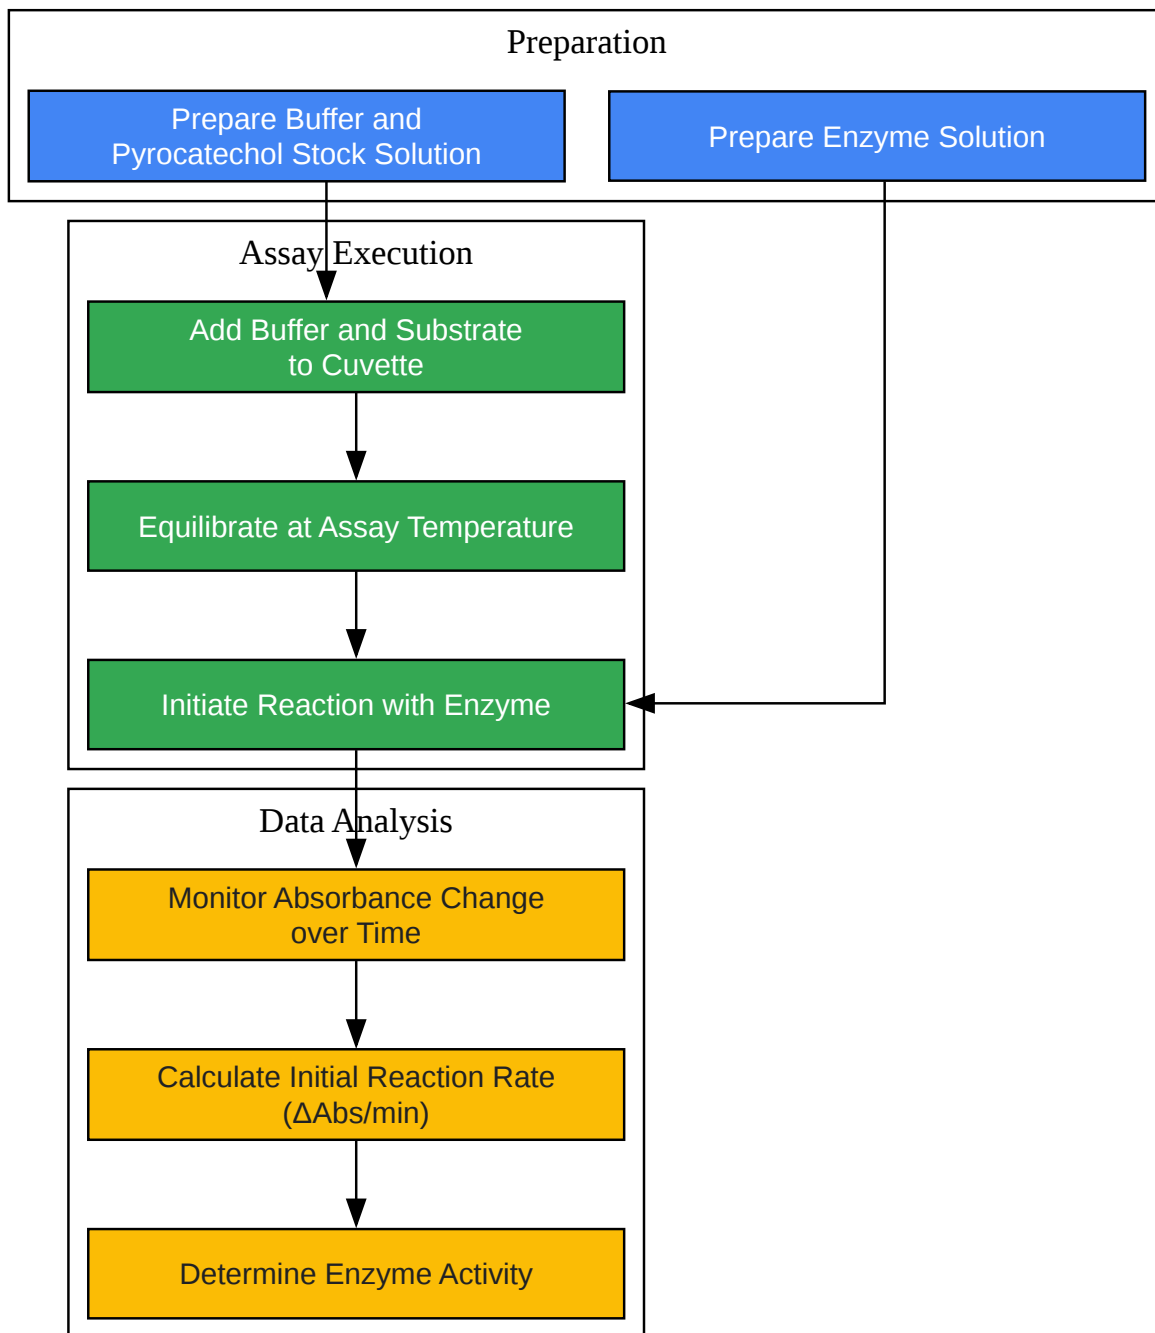 Preparation
Prepare Buffer and
Pyrocatechol Stock Solution
Prepare Enzyme Solution
Assay Execution
Add Buffer and Substrate
to Cuvette
Equilibrate at Assay Temperature
Initiate Reaction with Enzyme
Data Analysis
Monitor Absorbance Change
over Time
Calculate Initial Reaction Rate
(ΔAbs/min)
Determine Enzyme Activity